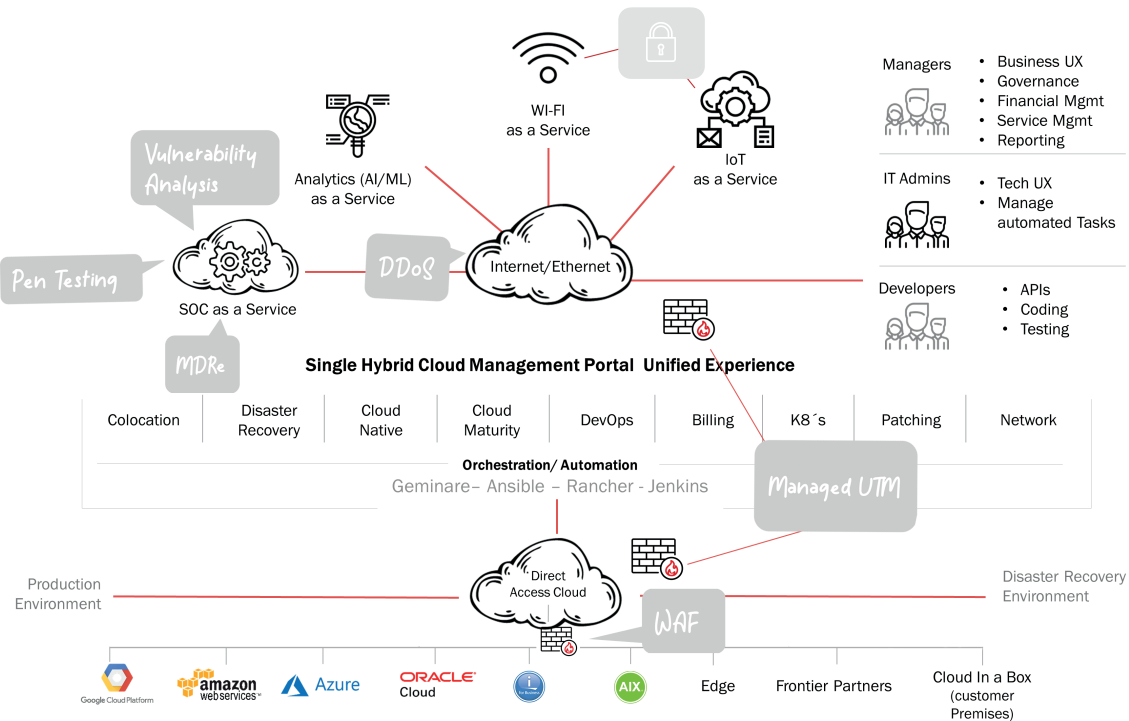 WI-FI
as a Service
Analytics (AI/ML)
as a Service
IoT
as a Service
Vulnerability
Analysis
Pen Testing
SOC as a Service
MDRe
DDoS
Internet/Ethernet
Managers
• Business UX
• Governance
• Financial Mgmt
• Service Mgmt
• Reporting
IT Admins
• Tech UX
• Manage
automated Tasks
Developers
• APIs
• Coding
• Testing
Single Hybrid Cloud Management Portal Unified Experience
Colocation
Disaster
Recovery
Cloud
Native
Cloud
Maturity
DevOps
Billing
K8´s
Patching
Network
Orchestration/ Automation
Geminare– Ansible – Rancher - Jenkins
Managed UTM
Direct
Access Cloud
Production
Environment
Disaster Recovery
Environment
WAF
Google Cloud Platform
amazon
webservices™
Azure
ORACLE®
Cloud
i
for Business
AIX
Edge
Frontier Partners
Cloud In a Box
(customer
Premises)